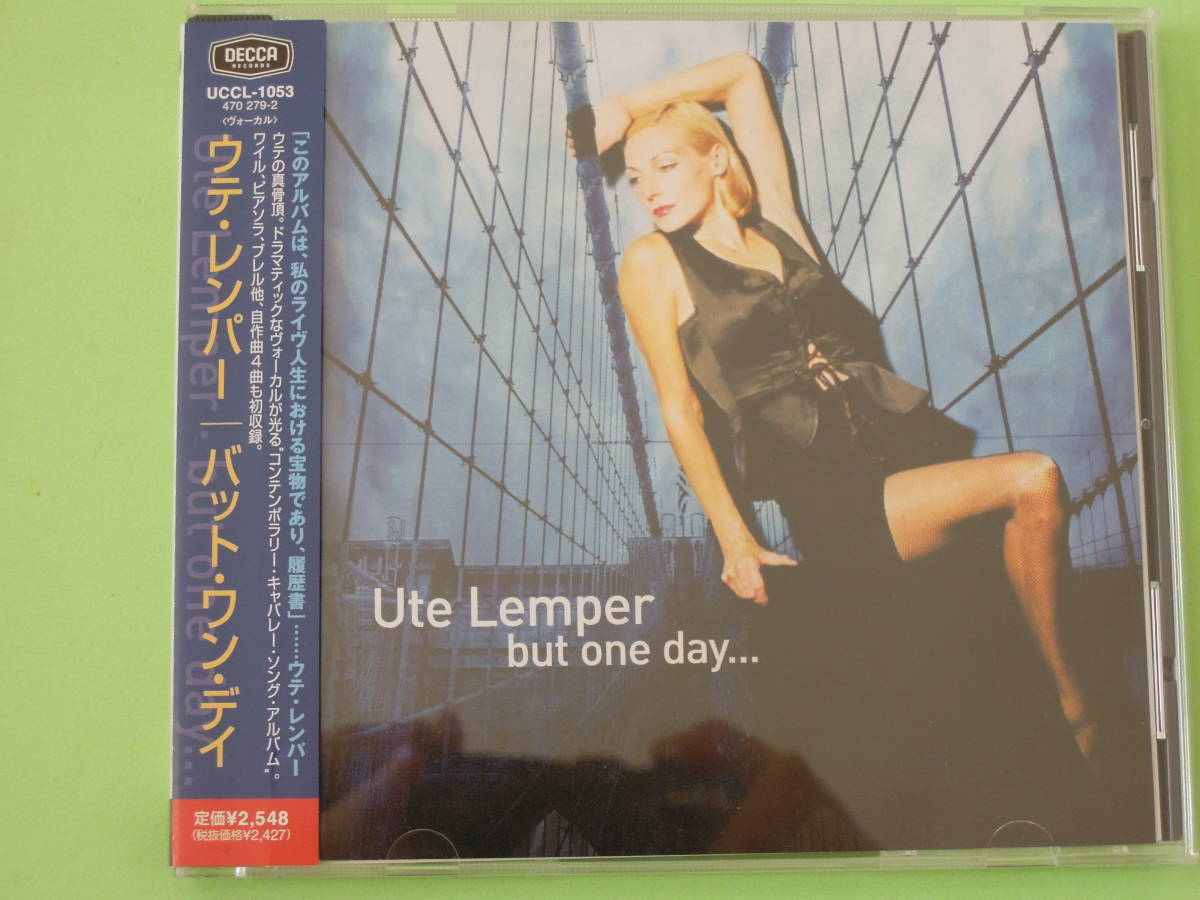 DECCA
RECORDS
UCCL-1053
470 279-2
〈ヴォーカル〉
ウテ・レンパー｜バット・ワン・デイ
Ute Lemper . but one day...
「このアルバムは、私のライヴ人生における宝物であり、履歴書」……ウテ・レンパー
ウテの真骨頂。ドラマティックなヴォーカルが光る“コンテンポラリー・キャバレー・ソング・アルバム”。
ワイル、ピアソラ、ブレル他、自作曲4曲も初収録。
定価¥2,548
(税抜価格¥2,427)
Ute Lemper
but one day...